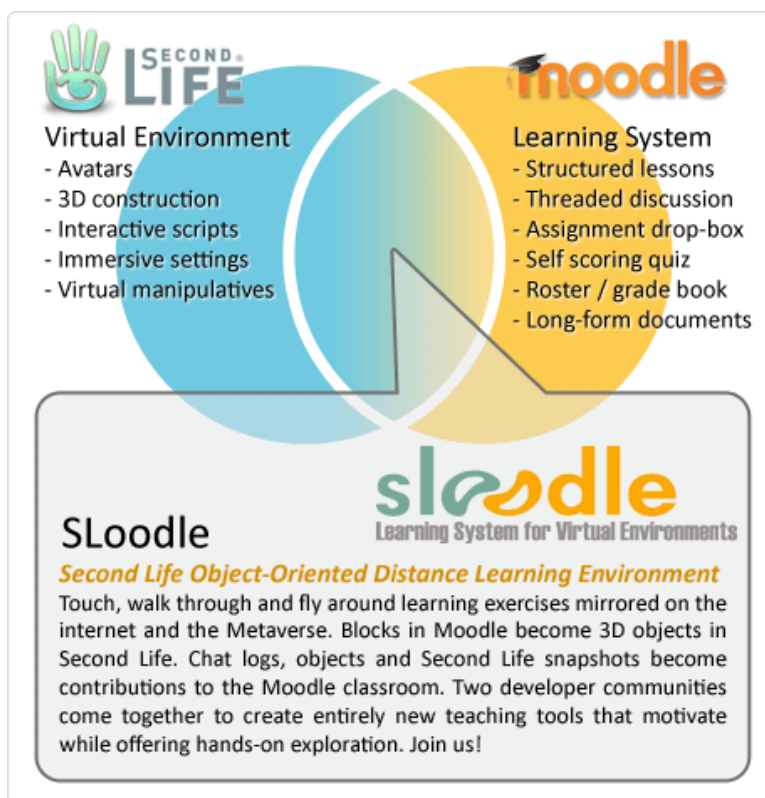 SECOND LIFE
Virtual Environment
- Avatars
- 3D construction
- Interactive scripts
- Immersive settings
- Virtual manipulatives
moodle
Learning System
- Structured lessons
- Threaded discussion
- Assignment drop-box
- Self scoring quiz
- Roster / grade book
- Long-form documents
sloodle
Learning System for Virtual Environments
SLoodle
Second Life Object-Oriented Distance Learning Environment
Touch, walk through and fly around learning exercises mirrored on the
internet and the Metaverse. Blocks in Moodle become 3D objects in
Second Life. Chat logs, objects and Second Life snapshots become
contributions to the Moodle classroom. Two developer communities
come together to create entirely new teaching tools that motivate
while offering hands-on exploration. Join us!